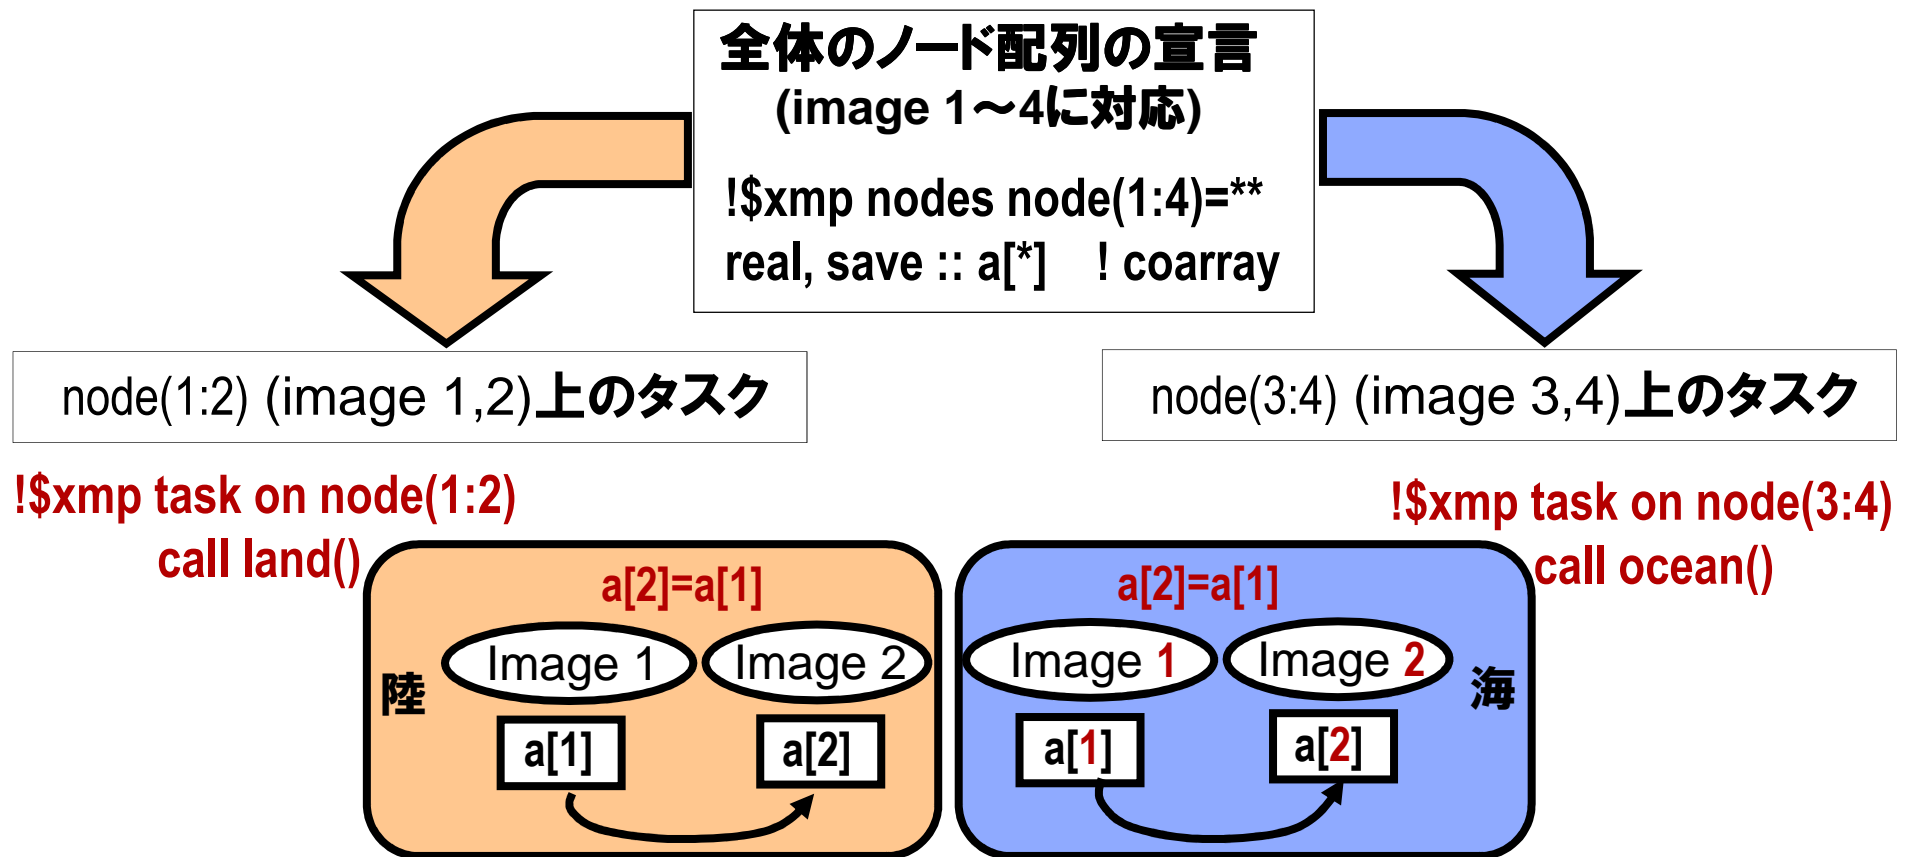 全体のノード配列の宣言
(image 1～4に対応)
!$xmp nodes node(1:4)=**
real, save :: a[*] ! coarray
node(1:2) (image 1,2)上のタスク
node(3:4) (image 3,4)上のタスク
!$xmp task on node(1:2)
call land()
!$xmp task on node(3:4)
call ocean()
a[2]=a[1]
Image 1
Image 2
陸
a[1]
a[2]
a[2]=a[1]
Image 1
Image 2
海
a[1]
a[2]